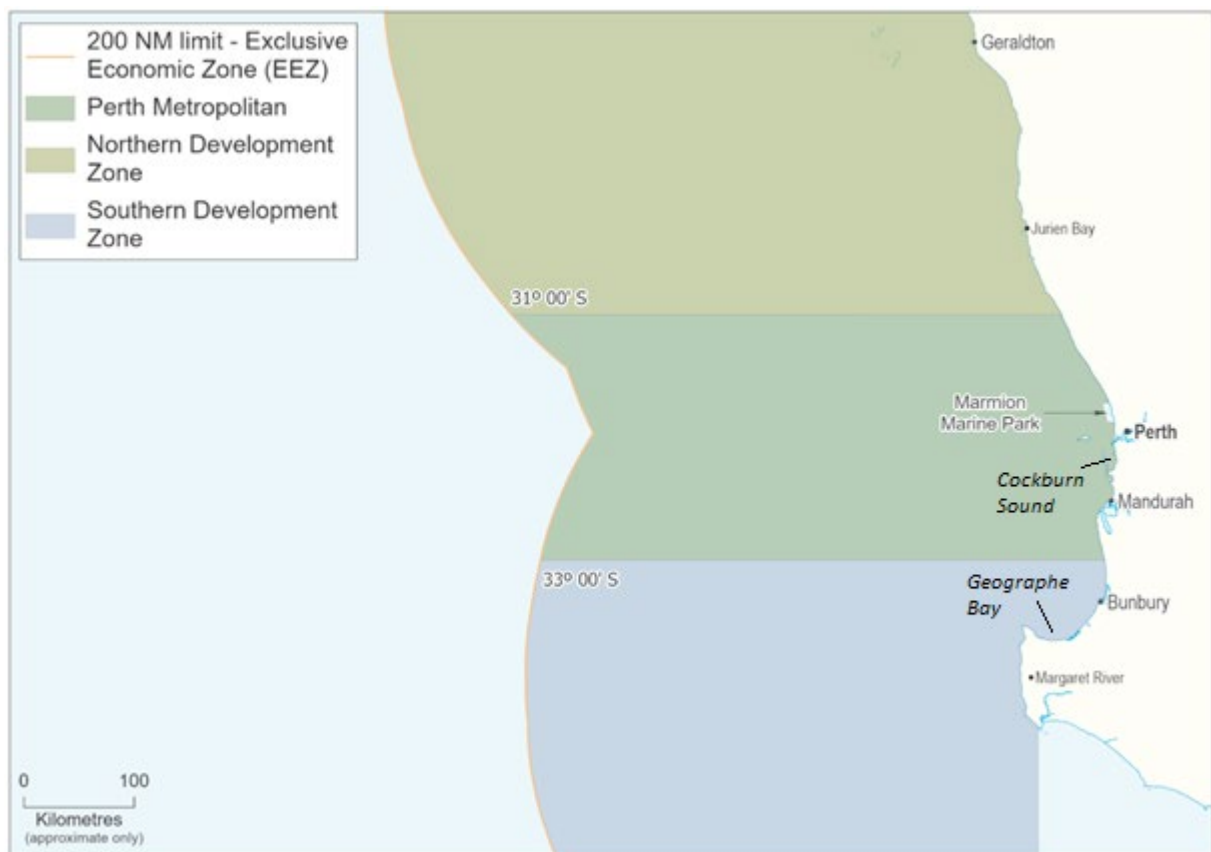 200 NM limit - Exclusive
Economic Zone (EEZ)
Perth Metropolitan
Northern Development
Zone
Southern Development
Zone
Geraldton
Jurien Bay
31º 00' S
Marmion
Marine Park
Perth
Cockburn
Sound
Mandurah
33º 00' S
Geographe
Bay
Bunbury
Margaret River
0 100
Kilometres
(approximate only)